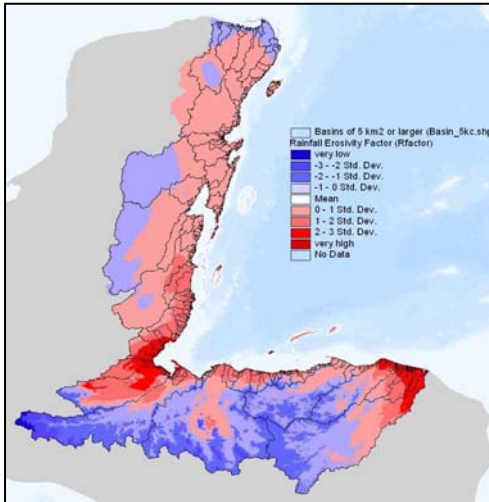 Basins of 5 km2 or larger (Basin_5kc.shp
Rainfall Erosivity Factor (Rfactor)
very low
-3 - -2 Std. Dev.
-2 - -1 Std. Dev.
-1 - 0 Std. Dev.
Mean
0 - 1 Std. Dev.
1 - 2 Std. Dev.
2 - 3 Std. Dev.
very high
No Data